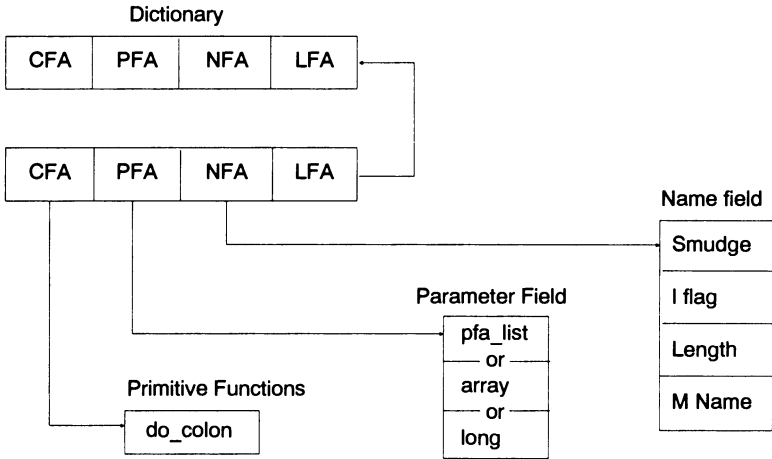 Dictionary
CFA PFA NFA LFA
CFA PFA NFA LFA
Name field
Smudge
I flag
Length
M Name
Parameter Field
pfa_list
or
array
or
long
Primitive Functions
do_colon